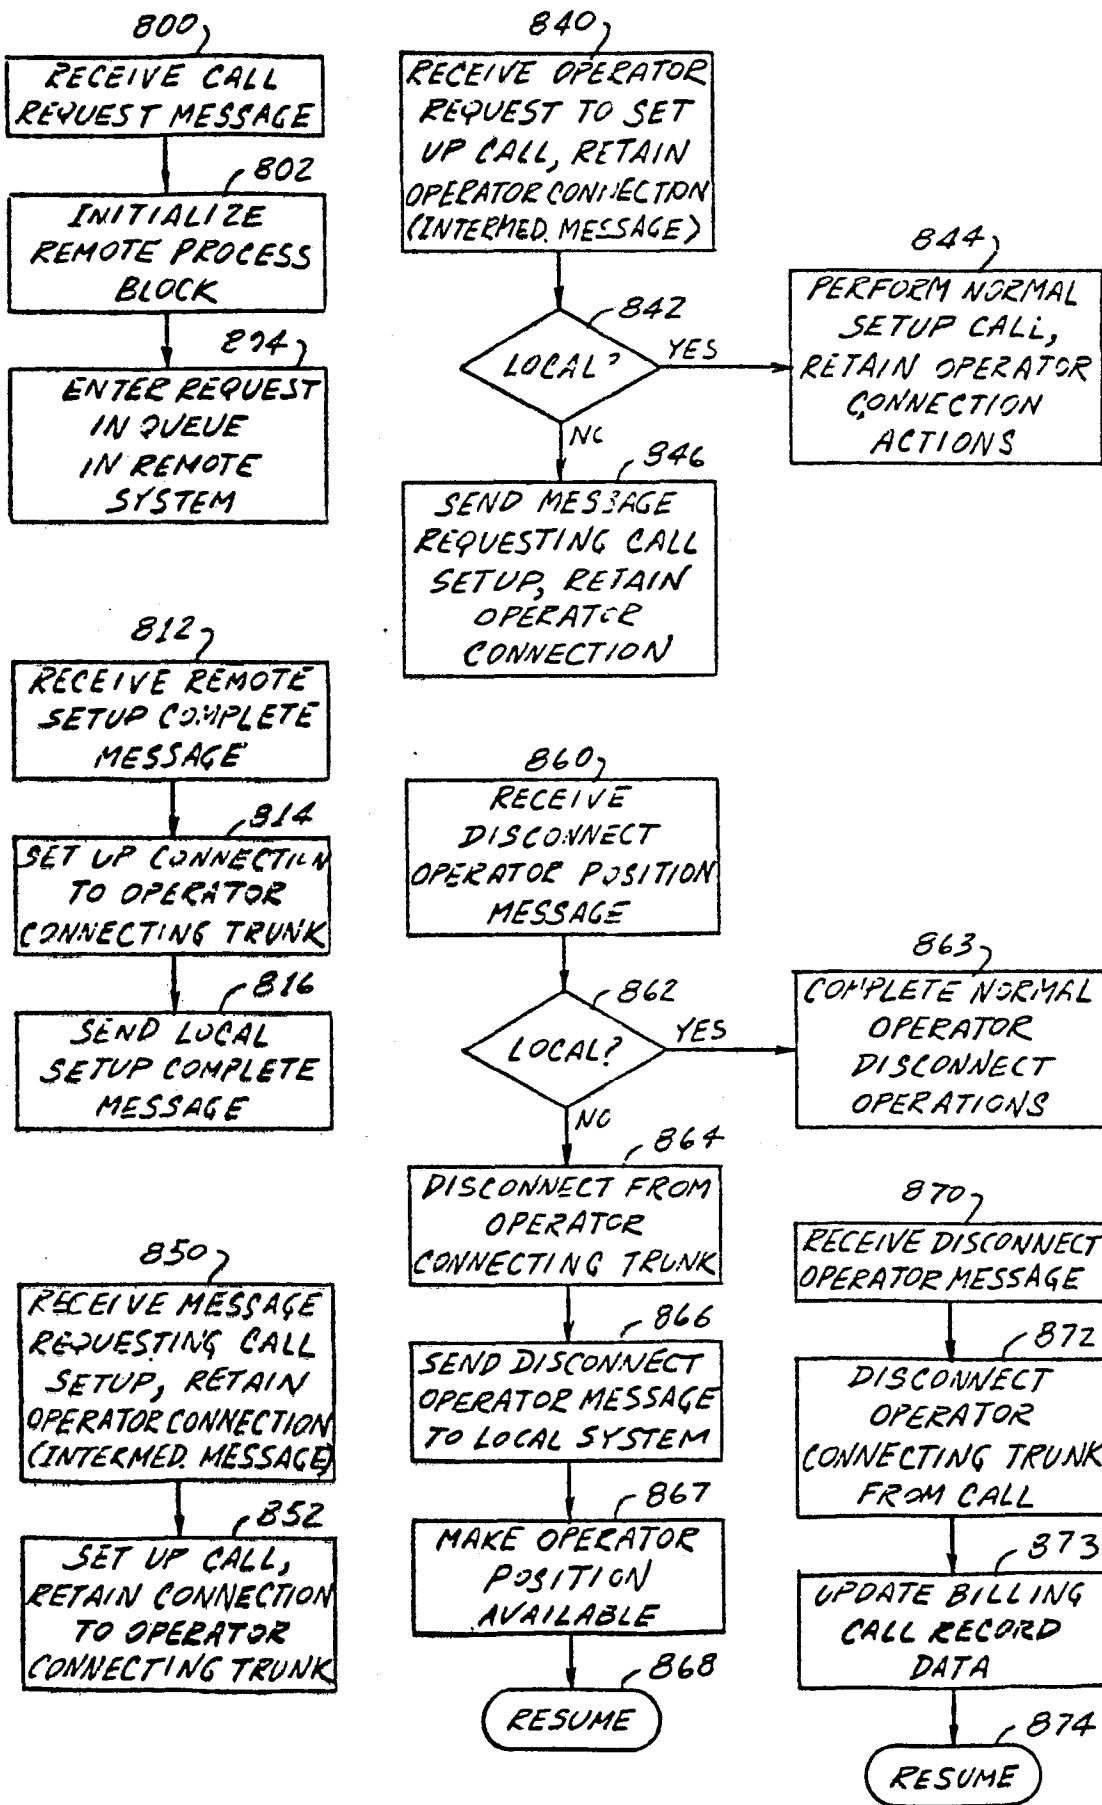 800
RECEIVE CALL
REQUEST MESSAGE
802
INITIALIZE
REMOTE PROCESS
BLOCK
804
ENTER REQUEST
IN QUEUE
IN REMOTE
SYSTEM
812
RECEIVE REMOTE
SETUP COMPLETE
MESSAGE
814
SET UP CONNECTION
TO OPERATOR
CONNECTING TRUNK
816
SEND LOCAL
SETUP COMPLETE
MESSAGE
850
RECEIVE MESSAGE
REQUESTING CALL
SETUP, RETAIN
OPERATOR CONNECTION
(INTERMED. MESSAGE)
852
SET UP CALL,
RETAIN CONNECTION
TO OPERATOR
CONNECTING TRUNK
840
RECEIVE OPERATOR
REQUEST TO SET
UP CALL, RETAIN
OPERATOR CONNECTION
(INTERMED. MESSAGE)
842
LOCAL?
YES
NO
844
PERFORM NORMAL
SETUP CALL,
RETAIN OPERATOR
CONNECTION
ACTIONS
846
SEND MESSAGE
REQUESTING CALL
SETUP, RETAIN
OPERATOR
CONNECTION
860
RECEIVE
DISCONNECT
OPERATOR POSITION
MESSAGE
862
LOCAL?
YES
NO
863
COMPLETE NORMAL
OPERATOR
DISCONNECT
OPERATIONS
864
DISCONNECT FROM
OPERATOR
CONNECTING TRUNK
866
SEND DISCONNECT
OPERATOR MESSAGE
TO LOCAL SYSTEM
867
MAKE OPERATOR
POSITION
AVAILABLE
868
RESUME
870
RECEIVE DISCONNECT
OPERATOR MESSAGE
872
DISCONNECT
OPERATOR
CONNECTING TRUNK
FROM CALL
873
UPDATE BILLING
CALL RECORD
DATA
874
RESUME